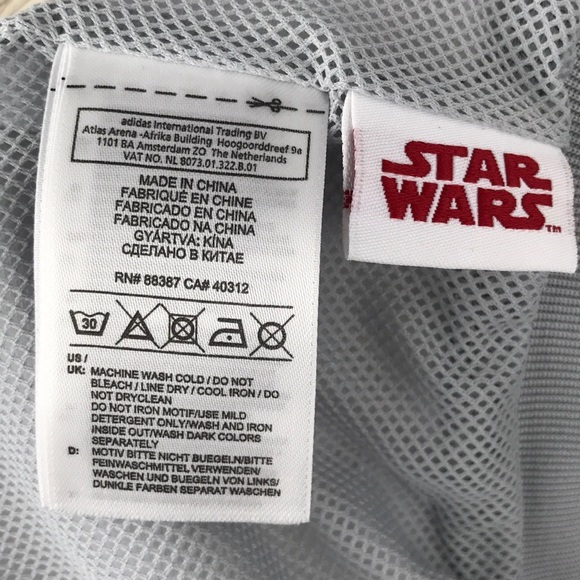 adidas International Trading BV
Atlas Arena -Afrika Building Hoogoorddreef 9a
1101 BA Amsterdam ZO The Netherlands
VAT NO. NL 8073.01.322.B.01
MADE IN CHINA
FABRIQUÉ EN CHINE
FABRICADO EN CHINA
FABRICADO NA CHINA
GYÁRTVA: KÍNA
СДЕЛАНО В КИТАЕ
RN# 88387 CA# 40312
30
US /
UK: MACHINE WASH COLD / DO NOT
BLEACH / LINE DRY / COOL IRON / DO
NOT DRYCLEAN
DO NOT IRON MOTIF/USE MILD
DETERGENT ONLY/WASH AND IRON
INSIDE OUT/WASH DARK COLORS
SEPARATELY
D: MOTIV BITTE NICHT BUEGELN/BITTE
FEINWASCHMITTEL VERWENDEN/
WASCHEN UND BUEGELN VON LINKS/
DUNKLE FARBEN SEPARAT WASCHEN
STAR
WARS TM